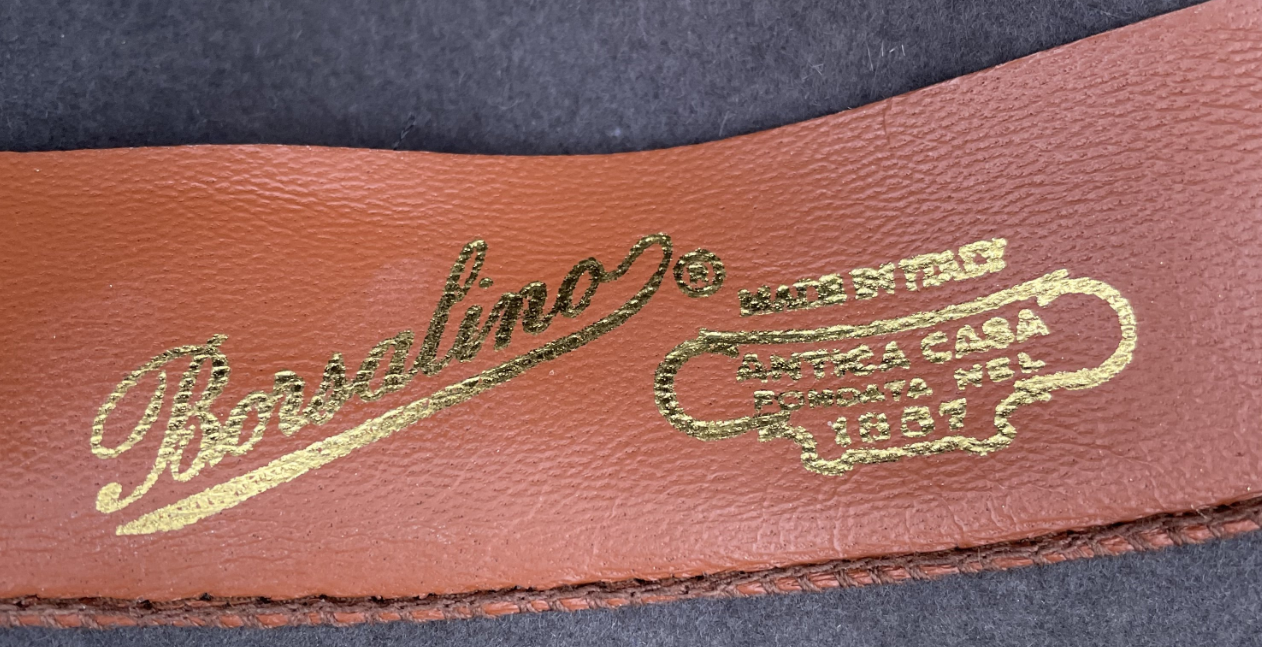 Borsalino®
MADE IN ITALY
ANTICA CASA
FONDATA NEL
1857